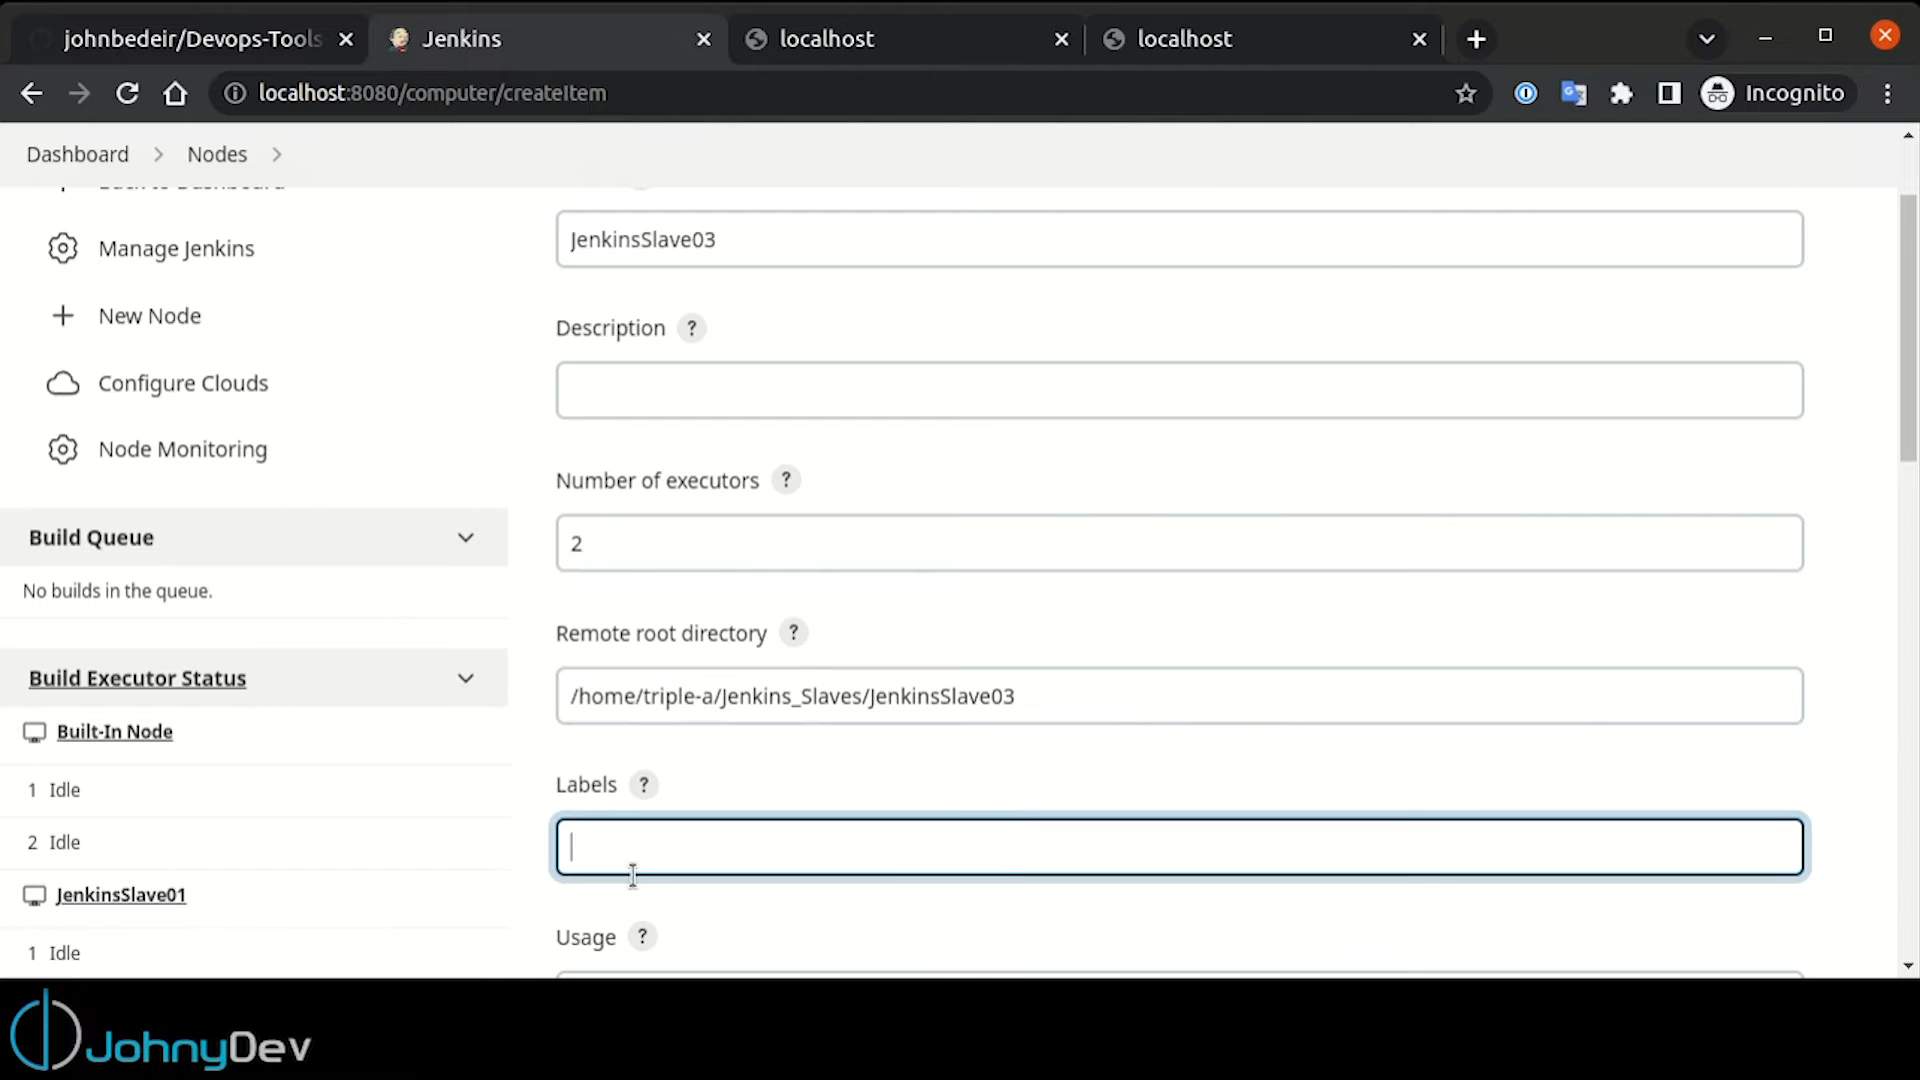 johnbedeir/Devops-Tools
Jenkins
localhost
localhost
localhost:8080/computer/createItem
Incognito
Dashboard
Nodes
Back to Dashboard
Manage Jenkins
New Node
Configure Clouds
Node Monitoring
Build Queue
No builds in the queue.
Build Executor Status
Built-In Node
1 Idle
2 Idle
JenkinsSlave01
1 Idle
JenkinsSlave03
Description ?
Number of executors ?
2
Remote root directory ?
/home/triple-a/Jenkins_Slaves/JenkinsSlave03
Labels ?
Usage ?
JohnyDev